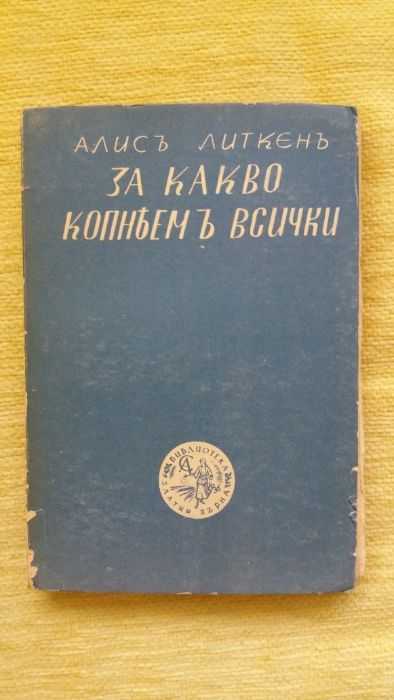 АЛИСЪ ЛИТКЕНЪ
ЗА КАКВО
КОПНѢЕМЪ ВСИЧКИ
БИБЛИОТЕКА
ЗЛАТНИ ЗЪРНА